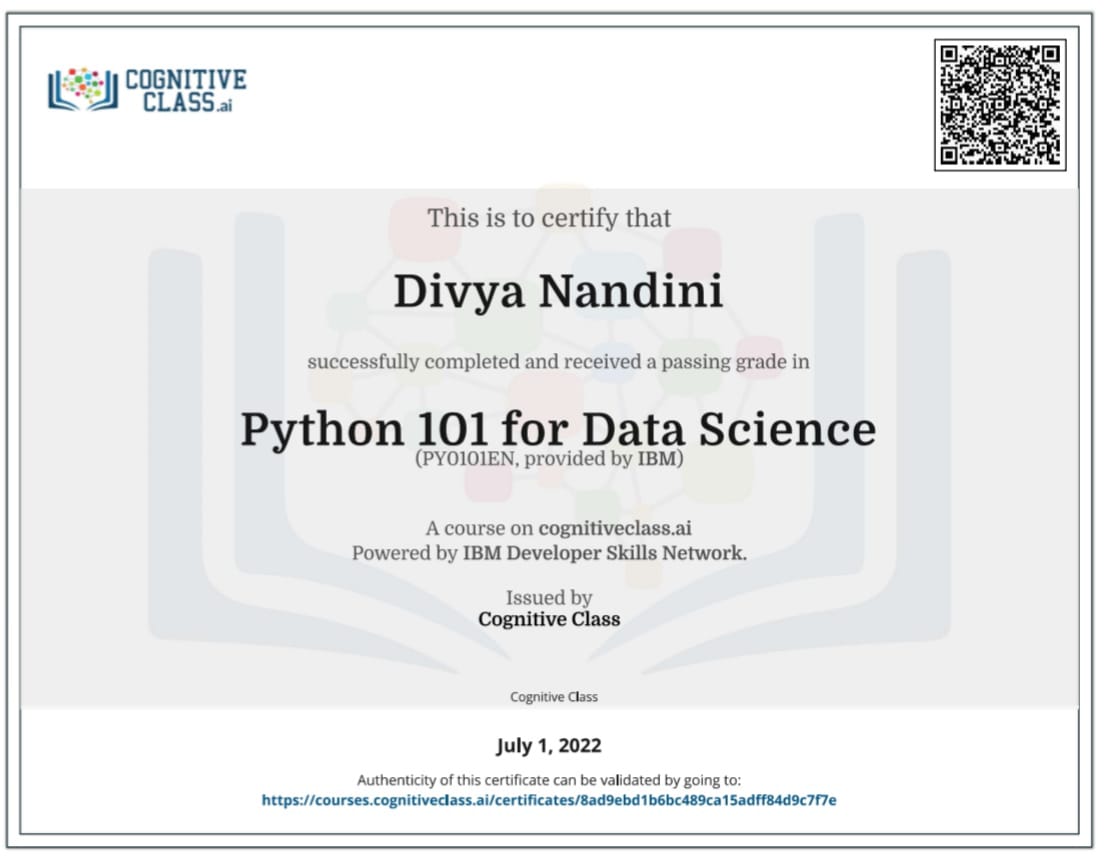 COGNITIVE
CLASS.ai
This is to certify that
Divya Nandini
successfully completed and received a passing grade in
Python 101 for Data Science
(PY0101EN, provided by IBM)
A course on cognitiveclass.ai
Powered by IBM Developer Skills Network.
Issued by
Cognitive Class
Cognitive Class
July 1, 2022
Authenticity of this certificate can be validated by going to:
https://courses.cognitiveclass.ai/certificates/8ad9ebd1b6bc489ca15adff84d9c7f7e